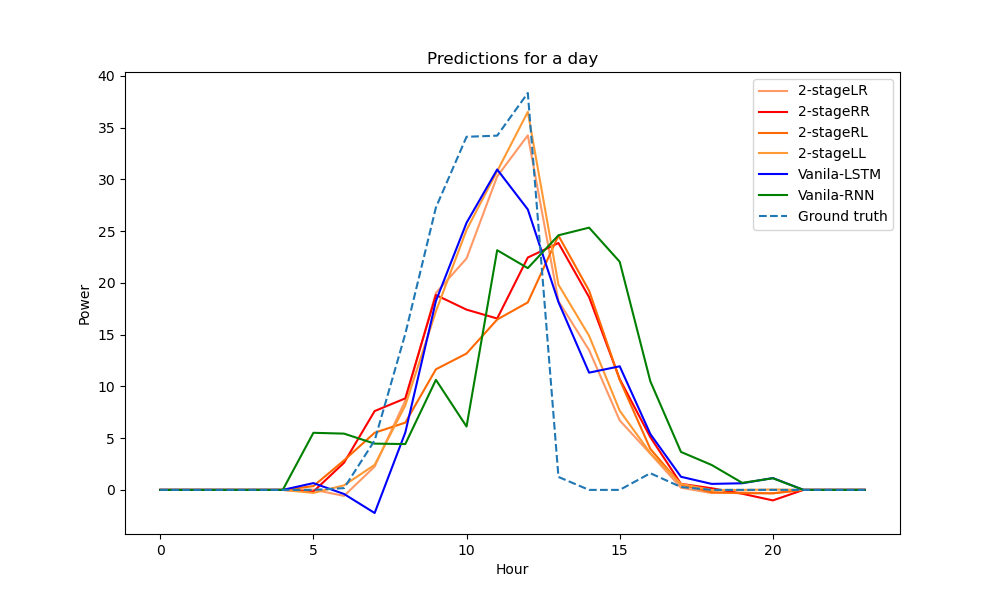 Predictions for a day
40
35
30
25
20
15
10
5
0
Power
0 5 10 15 20
Hour
2-stageLR
2-stageRR
2-stageRL
2-stageLL
Vanila-LSTM
Vanila-RNN
Ground truth